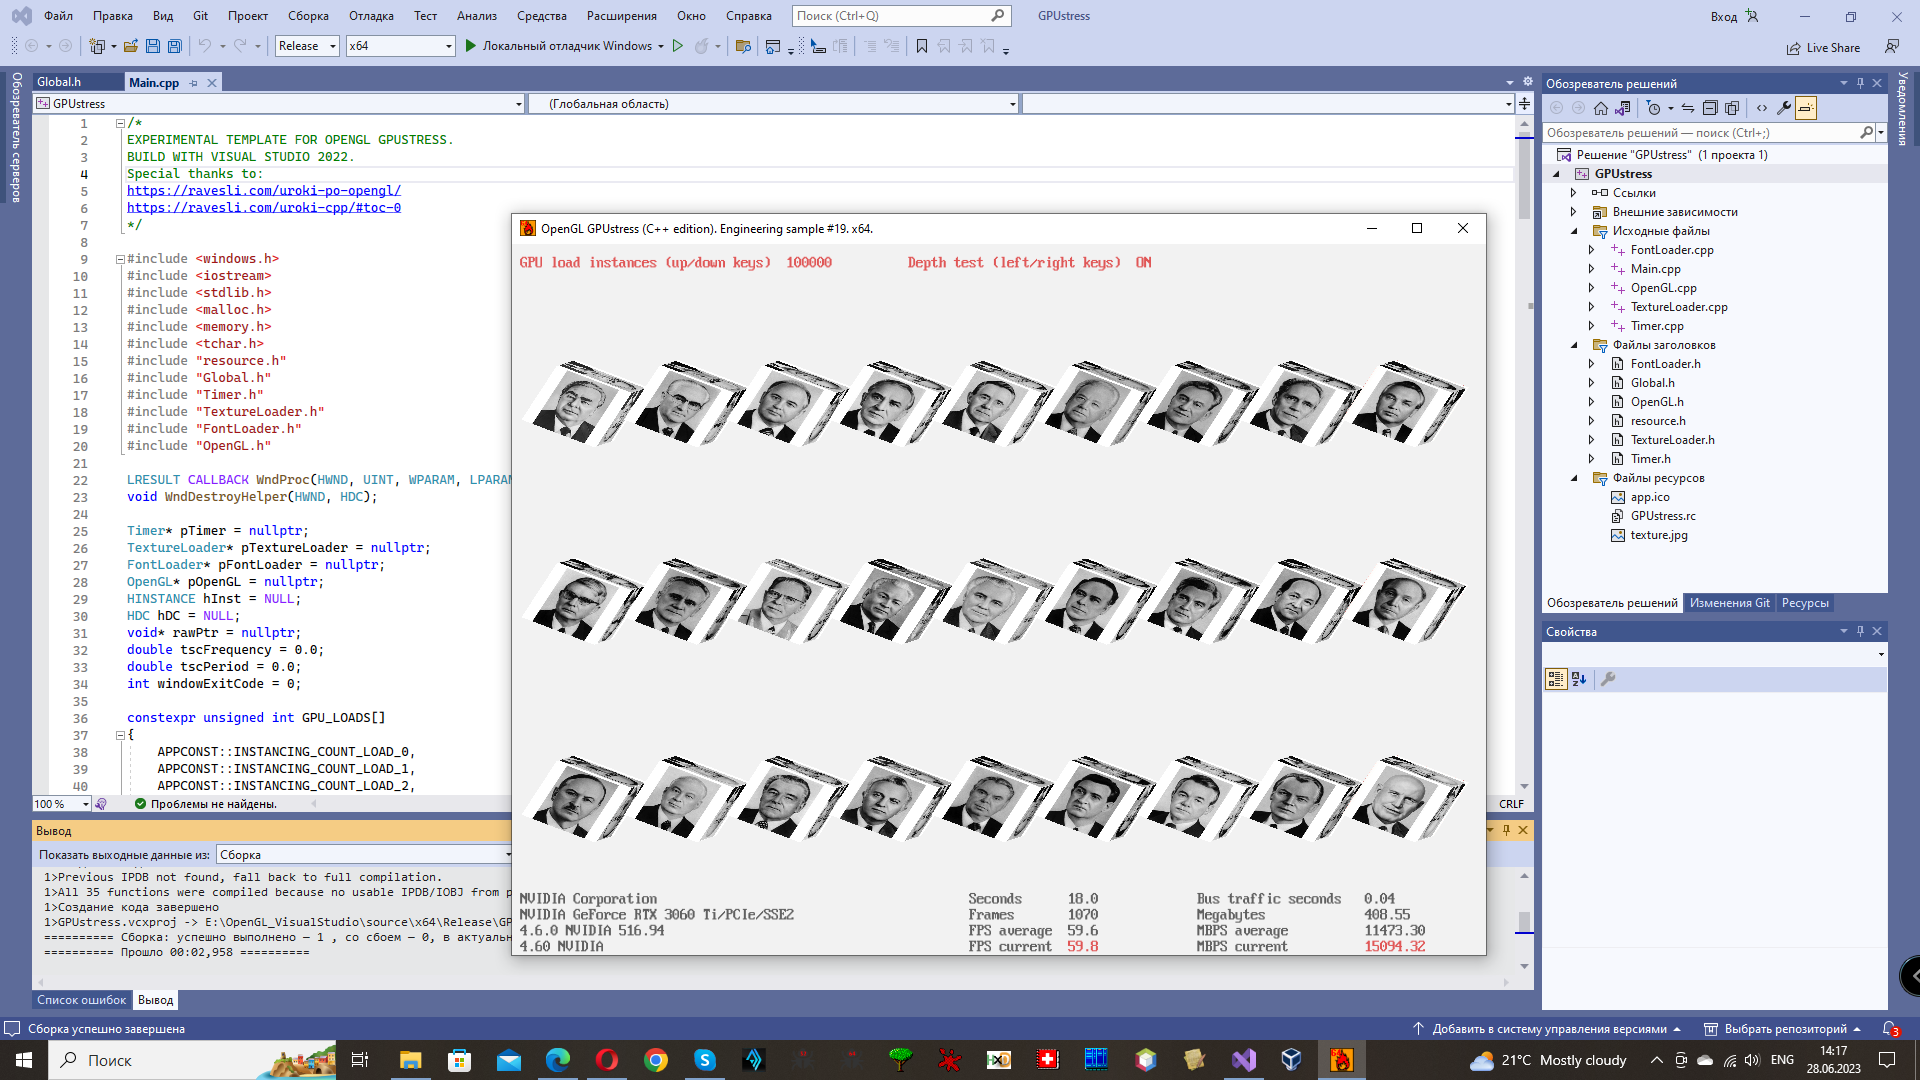 Файл Правка Вид Git Проект Сборка Отладка Тест Анализ Средства Расширения Окно Справка Поиск (Ctrl+Q) GPUstress Вход
Release x64 Локальный отладчик Windows Live Share
Обозреватель серверов
Global.h Main.cpp
GPUstress (Глобальная область)
1 /*
2 EXPERIMENTAL TEMPLATE FOR OPENGL GPUSTRESS.
3 BUILD WITH VISUAL STUDIO 2022.
4 Special thanks to:
5 https://ravesli.com/uroki-po-opengl/
6 https://ravesli.com/uroki-cpp/#toc-0
7 */
8
9 #include <windows.h>
10 #include <iostream>
11 #include <stdlib.h>
12 #include <malloc.h>
13 #include <memory.h>
14 #include <tchar.h>
15 #include "resource.h"
16 #include "Global.h"
17 #include "Timer.h"
18 #include "TextureLoader.h"
19 #include "FontLoader.h"
20 #include "OpenGL.h"
21
22 LRESULT CALLBACK WndProc(HWND, UINT, WPARAM, LPARAM
23 void WndDestroyHelper(HWND, HDC);
24
25 Timer* pTimer = nullptr;
26 TextureLoader* pTextureLoader = nullptr;
27 FontLoader* pFontLoader = nullptr;
28 OpenGL* pOpenGL = nullptr;
29 HINSTANCE hInst = NULL;
30 HDC hDC = NULL;
31 void* rawPtr = nullptr;
32 double tscFrequency = 0.0;
33 double tscPeriod = 0.0;
34 int windowExitCode = 0;
35
36 constexpr unsigned int GPU_LOADS[]
37 {
38 APPCONST::INSTANCING_COUNT_LOAD_0,
39 APPCONST::INSTANCING_COUNT_LOAD_1,
40 APPCONST::INSTANCING_COUNT_LOAD_2,
100 % Проблемы не найдены. CRLF
OpenGL GPUstress (C++ edition). Engineering sample #19. x64.
GPU load instances (up/down keys) 100000 Depth test (left/right keys) ON
NVIDIA Corporation Seconds 18.0 Bus traffic seconds 0.04
NVIDIA GeForce RTX 3060 Ti/PCIe/SSE2 Frames 1070 Megabytes 408.55
4.6.0 NVIDIA 516.94 FPS average 59.6 MBPS average 11473.30
4.60 NVIDIA FPS current 59.8 MBPS current 15094.32
Вывод
Показать выходные данные из: Сборка
1>Previous IPDB not found, fall back to full compilation.
1>All 35 functions were compiled because no usable IPDB/IOBJ from p
1>Создание кода завершено
1>GPUstress.vcxproj -> E:\OpenGL_VisualStudio\source\x64\Release\GP
========== Сборка: успешно выполнено — 1 , со сбоем — 0, в актуальн
========== Прошло 00:02,958 ==========
Список ошибок Вывод
Обозреватель решений
Обозреватель решений — поиск (Ctrl+;)
Решение "GPUstress" (1 проекта 1)
GPUstress
Ссылки
Внешние зависимости
Исходные файлы
FontLoader.cpp
Main.cpp
OpenGL.cpp
TextureLoader.cpp
Timer.cpp
Файлы заголовков
FontLoader.h
Global.h
OpenGL.h
resource.h
TextureLoader.h
Timer.h
Файлы ресурсов
app.ico
GPUstress.rc
texture.jpg
Обозреватель решений Изменения Git Ресурсы
Свойства
Уведомления
Сборка успешно завершена Добавить в систему управления версиями Выбрать репозиторий 3
Поиск 21°C Mostly cloudy ENG 14:17
28.06.2023